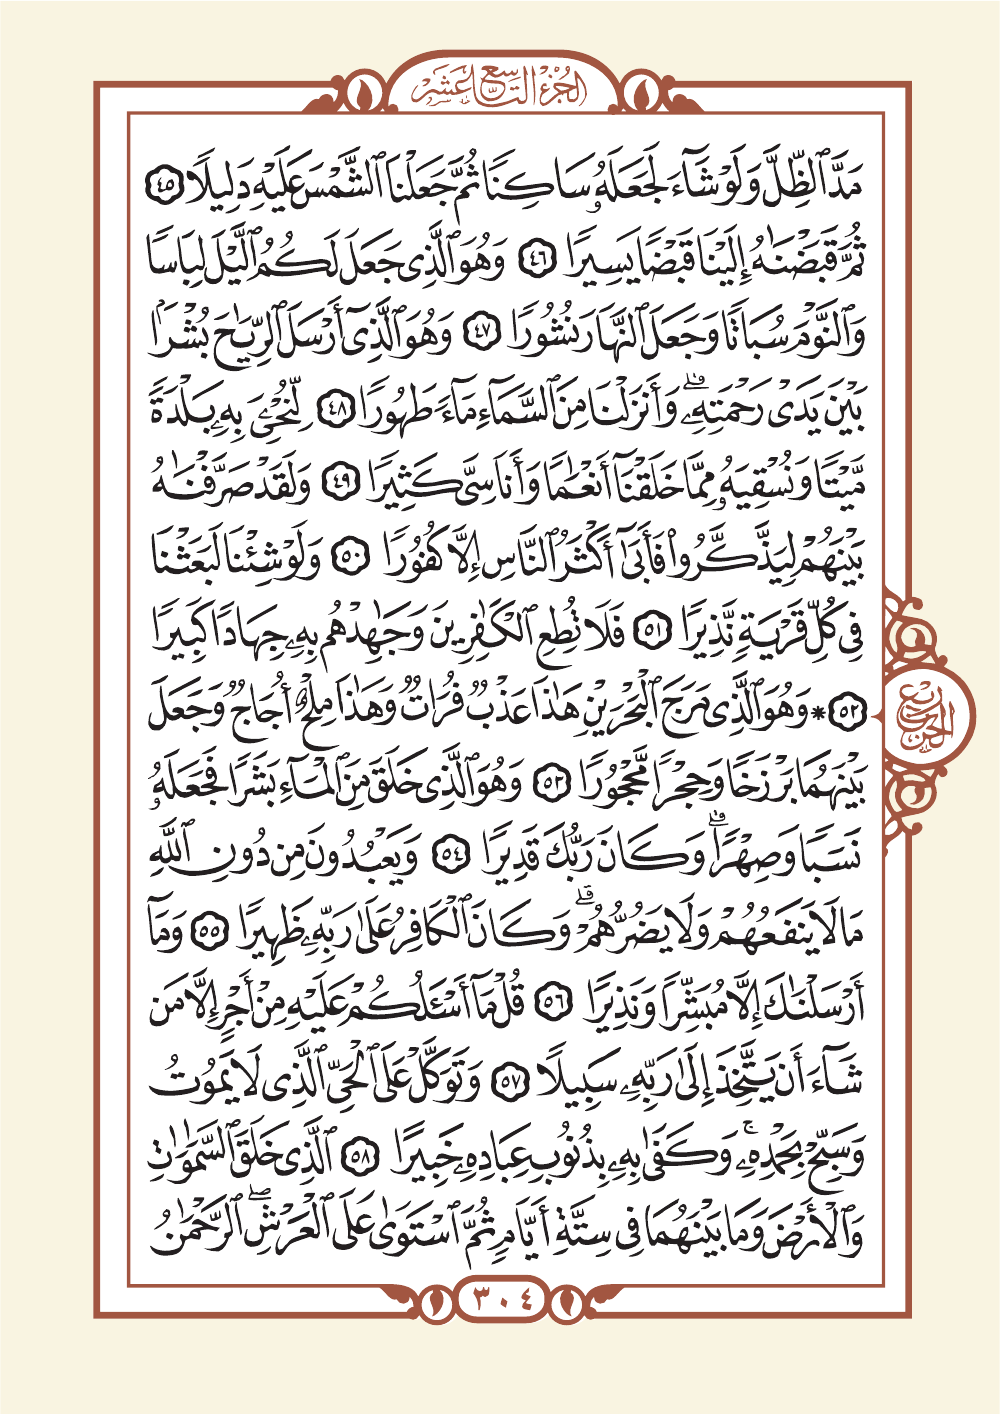 الجزء التاسع عشر
مَدَّ ٱلظِّلَّ وَلَوْ شَآءَ لَجَعَلَهُۥ سَاكِنًا ثُمَّ جَعَلْنَا ٱلشَّمْسَ عَلَيْهِ دَلِيلًا ٤٥
ثُمَّ قَبَضْنَٰهُ إِلَيْنَا قَبْضًا يَسِيرًا ٤٦ وَهُوَ ٱلَّذِى جَعَلَ لَكُمُ ٱلَّيْلَ لِبَاسًا
وَٱلنَّوْمَ سُبَاتًا وَجَعَلَ ٱلنَّهَارَ نُشُورًا ٤٧ وَهُوَ ٱلَّذِىٓ أَرْسَلَ ٱلرِّيَٰحَ بُشْرَۢا
بَيْنَ يَدَىْ رَحْمَتِهِۦۚ وَأَنزَلْنَا مِنَ ٱلسَّمَآءِ مَآءً طَهُورًا ٤٨ لِّنُحْـِۧىَ بِهِۦ بَلْدَةً
مَّيْتًا وَنُسْقِيَهُۥ مِمَّا خَلَقْنَآ أَنْعَٰمًا وَأَنَاسِىَّ كَثِيرًا ٤٩ وَلَقَدْ صَرَّفْنَٰهُ
بَيْنَهُمْ لِيَذَّكَّرُوا۟ فَأَبَىٰٓ أَكْثَرُ ٱلنَّاسِ إِلَّا كُفُورًا ٥٠ وَلَوْ شِئْنَا لَبَعَثْنَا
فِى كُلِّ قَرْيَةٍ نَّذِيرًا ٥١ فَلَا تُطِعِ ٱلْكَٰفِرِينَ وَجَٰهِدْهُم بِهِۦ جِهَادًا كَبِيرًا
٥٢ * وَهُوَ ٱلَّذِى مَرَجَ ٱلْبَحْرَيْنِ هَٰذَا عَذْبٌ فُرَاتٌ وَهَٰذَا مِلْحٌ أُجَاجٌ وَجَعَلَ
ربع الحزب
بَيْنَهُمَا بَرْزَخًا وَحِجْرًا مَّحْجُورًا ٥٣ وَهُوَ ٱلَّذِى خَلَقَ مِنَ ٱلْمَآءِ بَشَرًا فَجَعَلَهُۥ
نَسَبًا وَصِهْرًاۗ وَكَانَ رَبُّكَ قَدِيرًا ٥٤ وَيَعْبُدُونَ مِن دُونِ ٱللَّهِ
مَا لَا يَنفَعُهُمْ وَلَا يَضُرُّهُمْۗ وَكَانَ ٱلْكَافِرُ عَلَىٰ رَبِّهِۦ ظَهِيرًا ٥٥ وَمَآ
أَرْسَلْنَٰكَ إِلَّا مُبَشِّرًا وَنَذِيرًا ٥٦ قُلْ مَآ أَسْـَٔلُكُمْ عَلَيْهِ مِنْ أَجْرٍ إِلَّا مَن
شَآءَ أَن يَتَّخِذَ إِلَىٰ رَبِّهِۦ سَبِيلًا ٥٧ وَتَوَكَّلْ عَلَى ٱلْحَىِّ ٱلَّذِى لَا يَمُوتُ
وَسَبِّحْ بِحَمْدِهِۦۚ وَكَفَىٰ بِهِۦ بِذُنُوبِ عِبَادِهِۦ خَبِيرًا ٥٨ ٱلَّذِى خَلَقَ ٱلسَّمَٰوَٰتِ
وَٱلْأَرْضَ وَمَا بَيْنَهُمَا فِى سِتَّةِ أَيَّامٍ ثُمَّ ٱسْتَوَىٰ عَلَى ٱلْعَرْشِۖ ٱلرَّحْمَٰنُ
٣٠٤